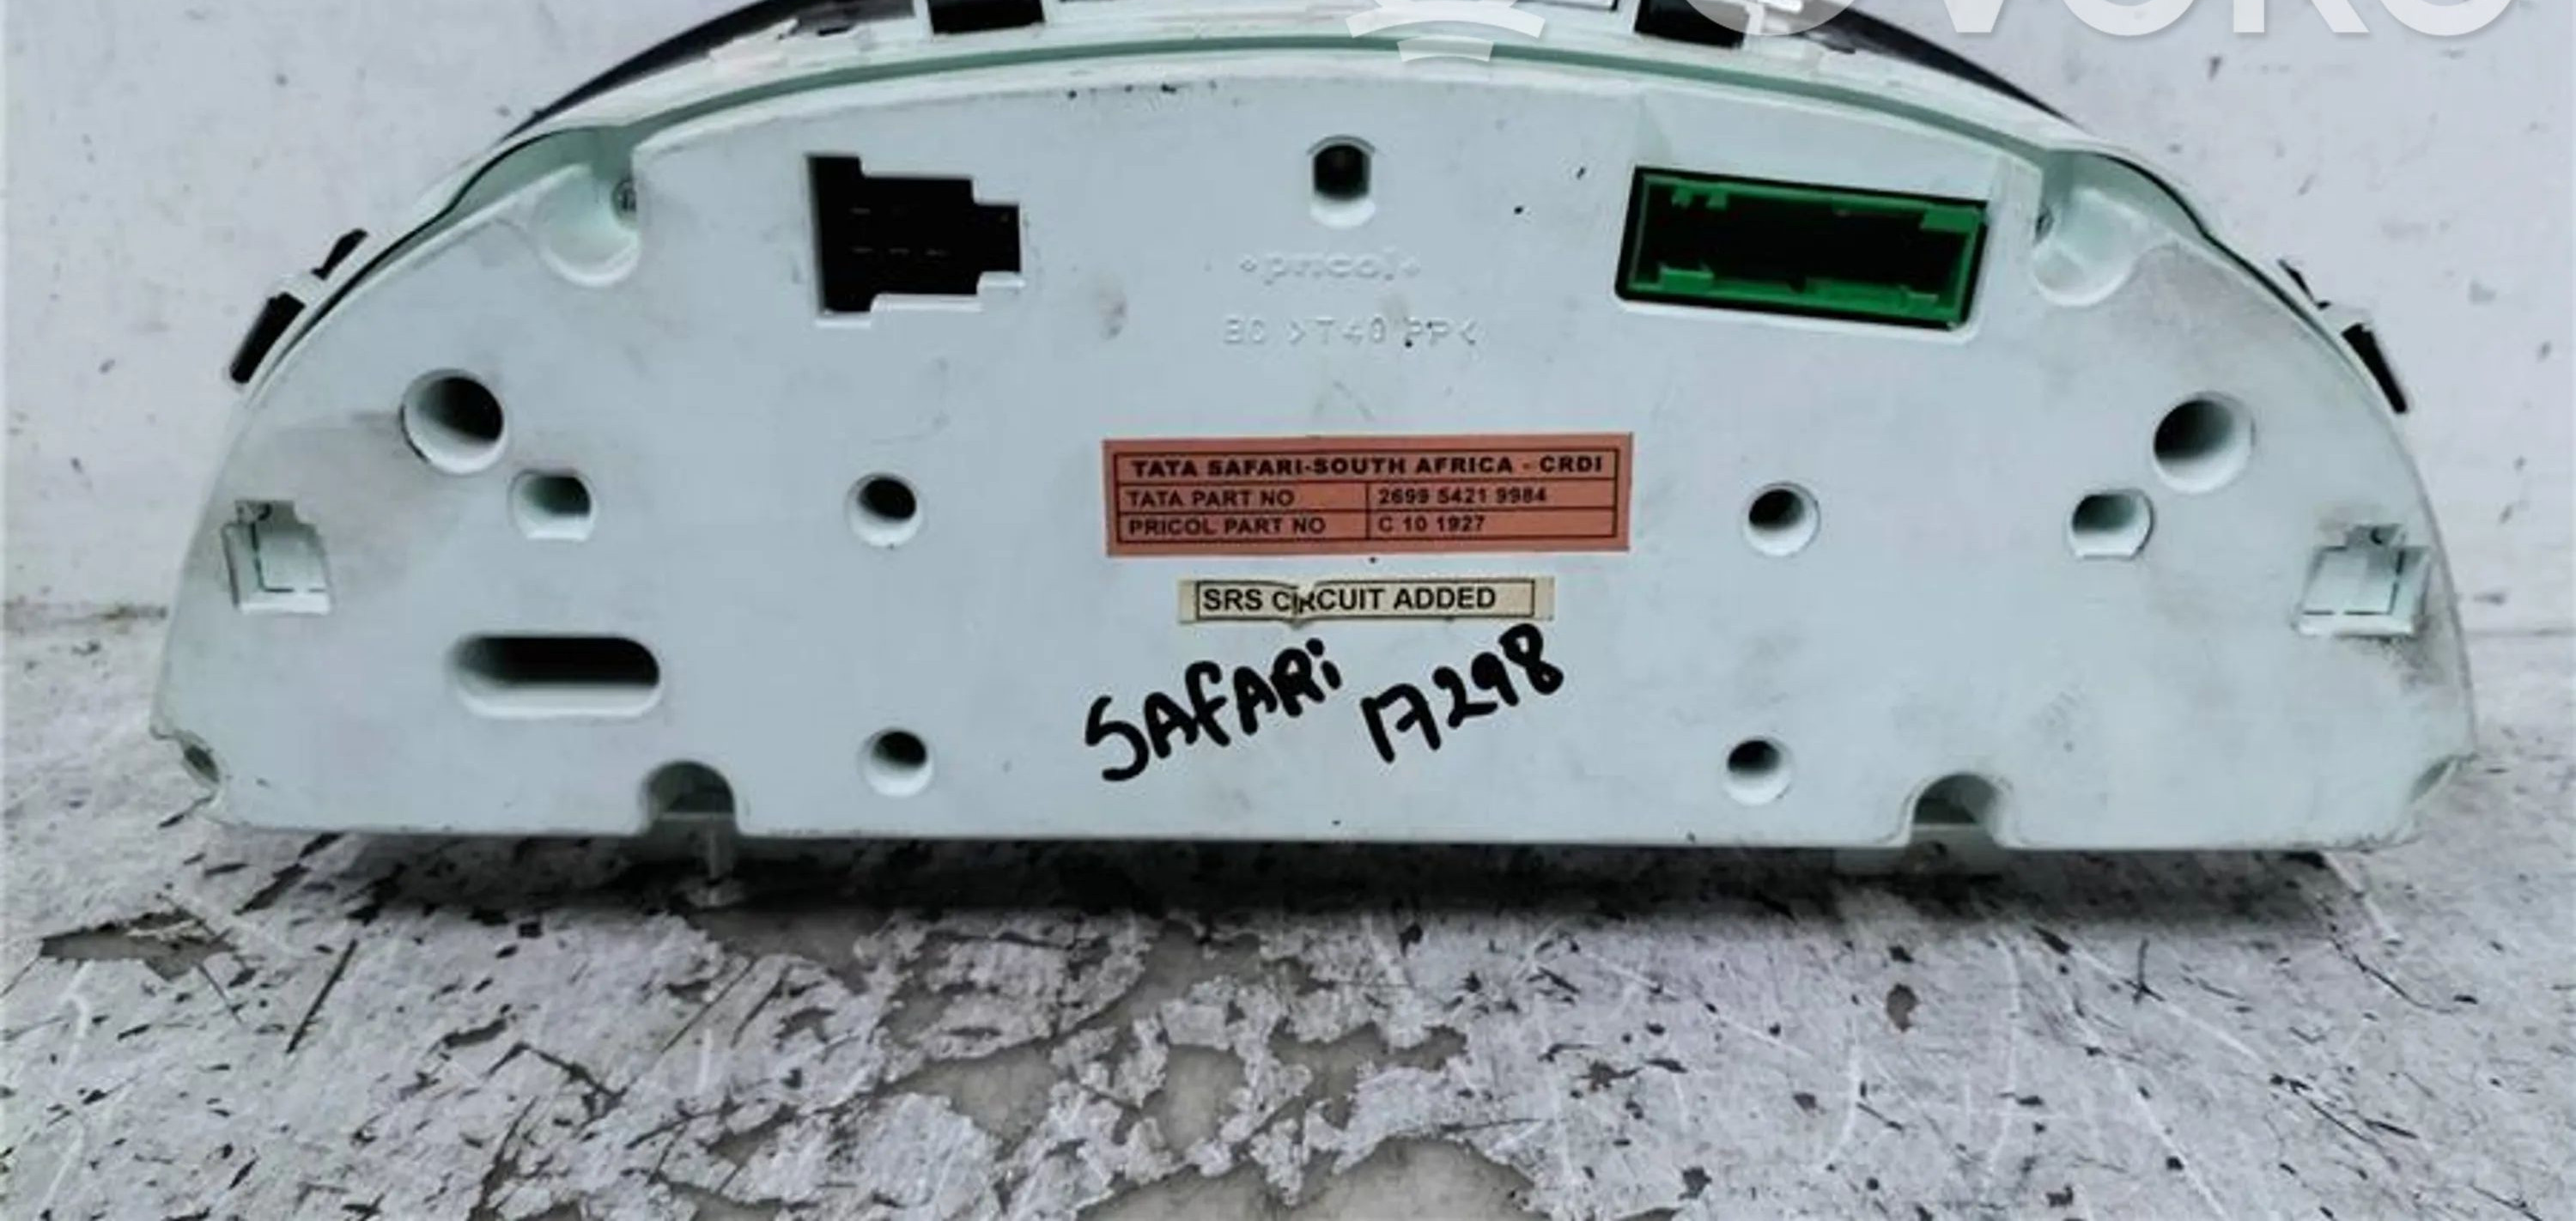 OVOKO
•pricol•
BC >T40 PP<
TATA SAFARI-SOUTH AFRICA - CRDI
TATA PART NO 2699 5421 9984
PRICOL PART NO C 10 1927
SRS CIRCUIT ADDED
SAFARi 17298